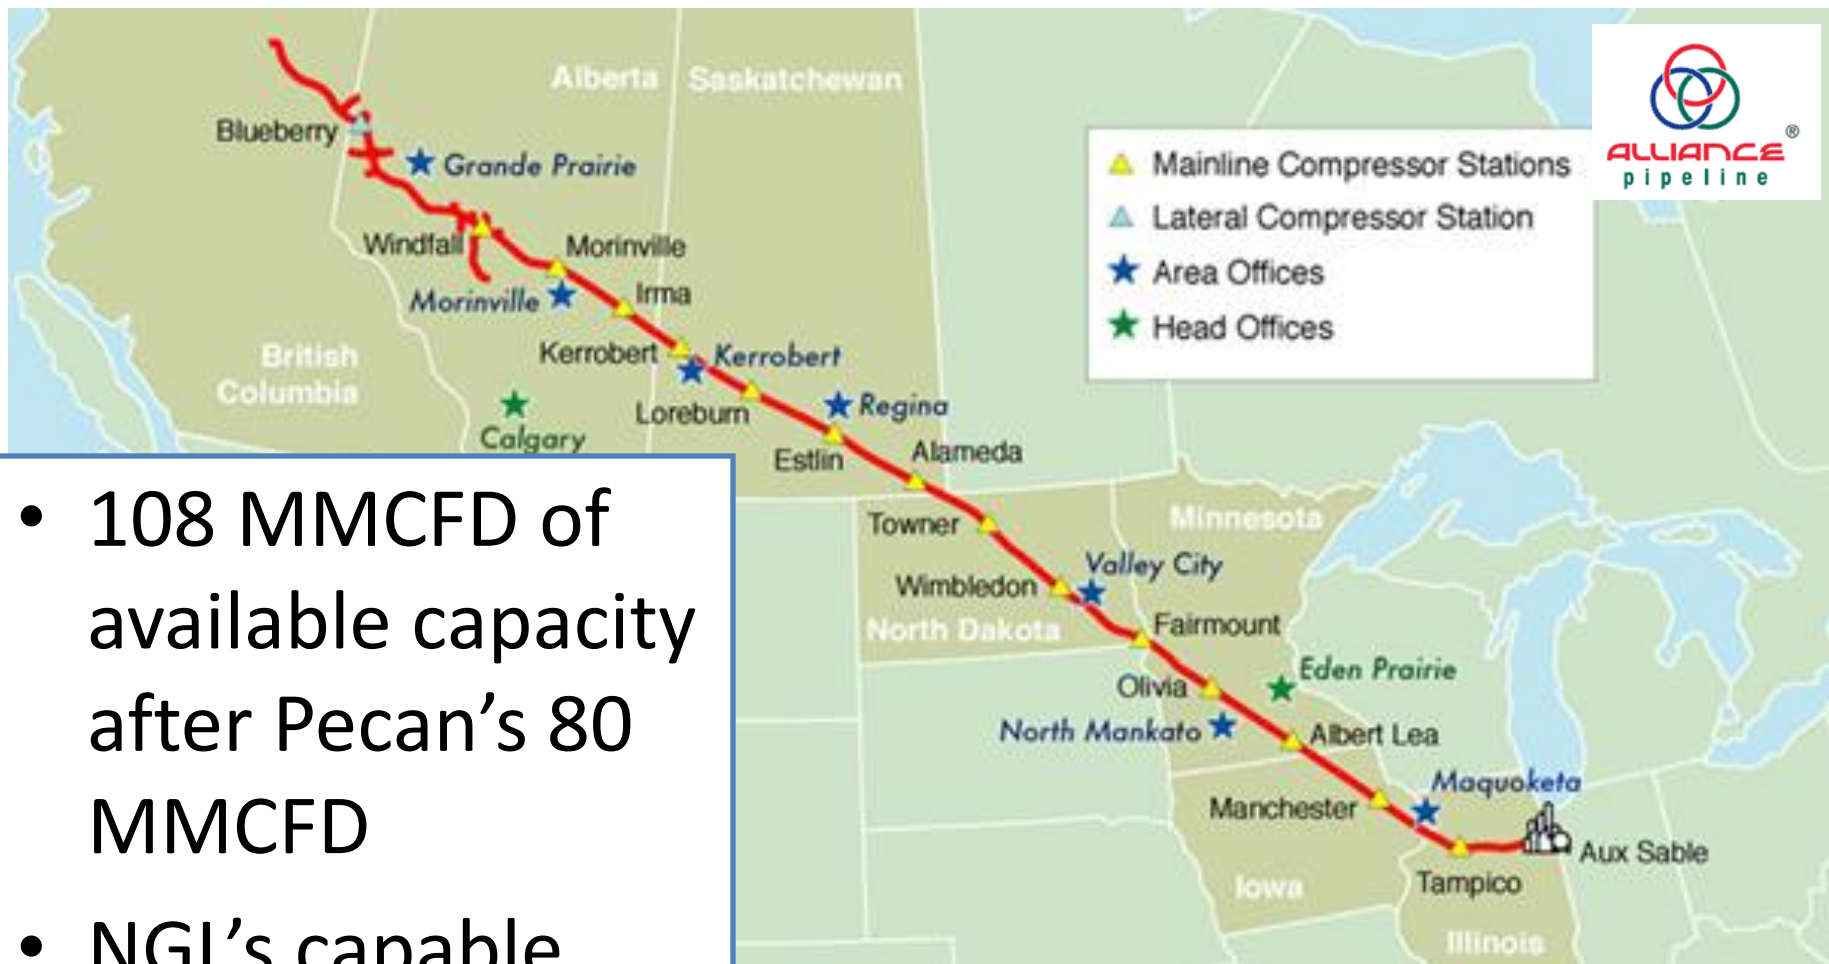 Alberta
Saskatchewan
ALLIANCE®
pipeline
Blueberry
Grande Prairie
Mainline Compressor Stations
Lateral Compressor Station
Area Offices
Head Offices
Windfall
Morinville
Morinville
Irma
British
Columbia
Kerrobert
Kerrobert
Loreburn
Regina
Calgary
Estlin
Alameda
Towner
Minnesota
Wimbledon
Valley City
North Dakota
Fairmount
Olivia
Eden Prairie
North Mankato
Albert Lea
Maquoketa
Manchester
Aux Sable
Tampico
Iowa
Illinois
• 108 MMCFD of
available capacity
after Pecan’s 80
MMCFD
• NGL’s capable